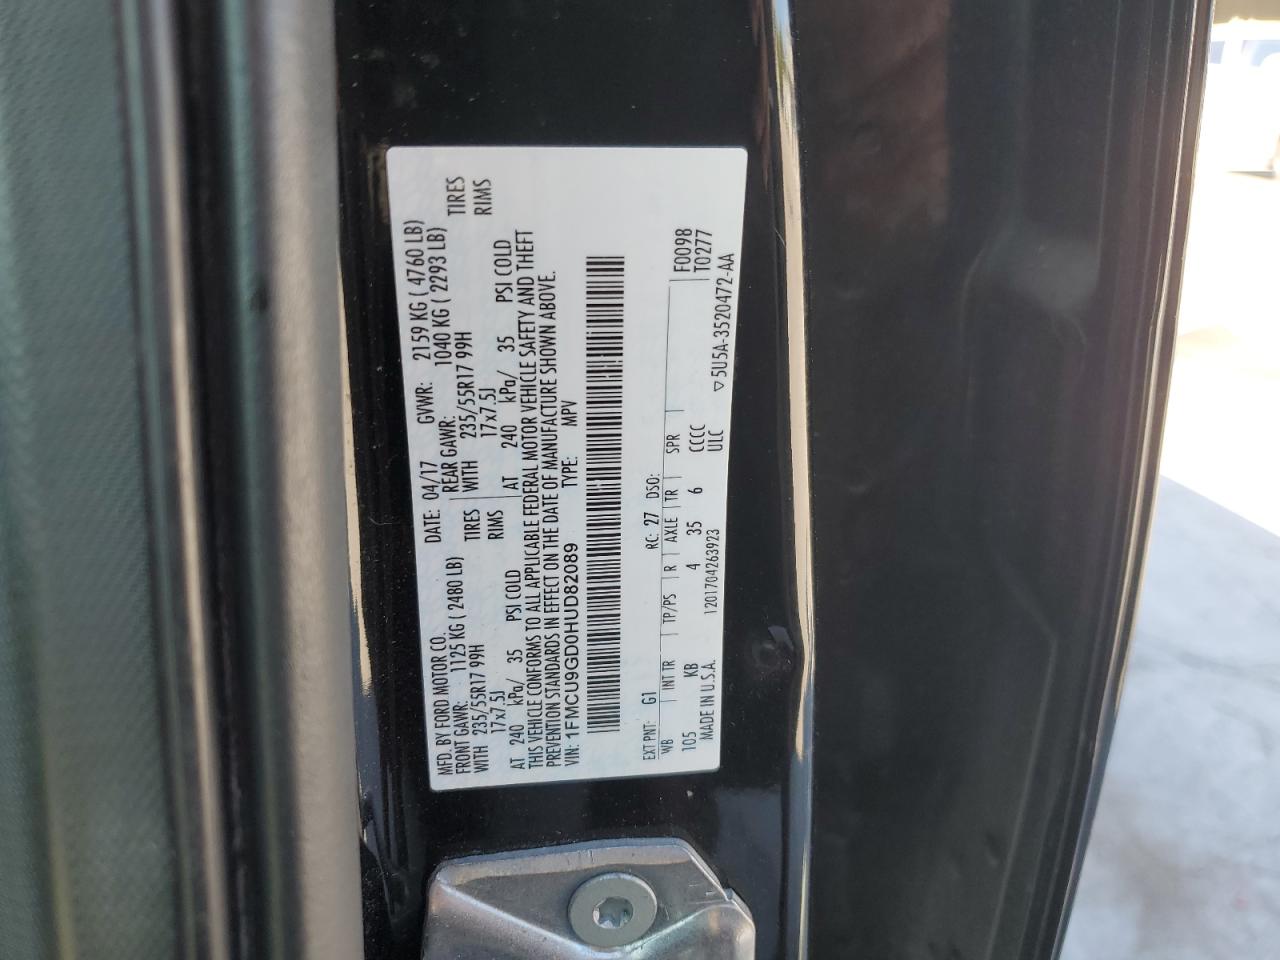 MFD. BY FORD MOTOR CO.
DATE: 04/17 GVWR: 2159 KG ( 4760 LB)
FRONT GAWR: 1125 KG ( 2480 LB) REAR GAWR: 1040 KG ( 2293 LB)
WITH 235/55R17 99H TIRES WITH 235/55R17 99H TIRES
17x7.5J RIMS 17x7.5J RIMS
AT 240 kPa/ 35 PSI COLD AT 240 kPa/ 35 PSI COLD
THIS VEHICLE CONFORMS TO ALL APPLICABLE FEDERAL MOTOR VEHICLE SAFETY AND THEFT
PREVENTION STANDARDS IN EFFECT ON THE DATE OF MANUFACTURE SHOWN ABOVE.
VIN: 1FMCU9GD0HUD82089 TYPE: MPV
EXT PNT: G1 RC: 27 DSO:
WB INT TR TP/PS R AXLE TR SPR F0098
105 KB 4 35 6 CCCC T0277
MADE IN U.S.A. 1201704263923 ULC ▽5U5A-3520472-AA